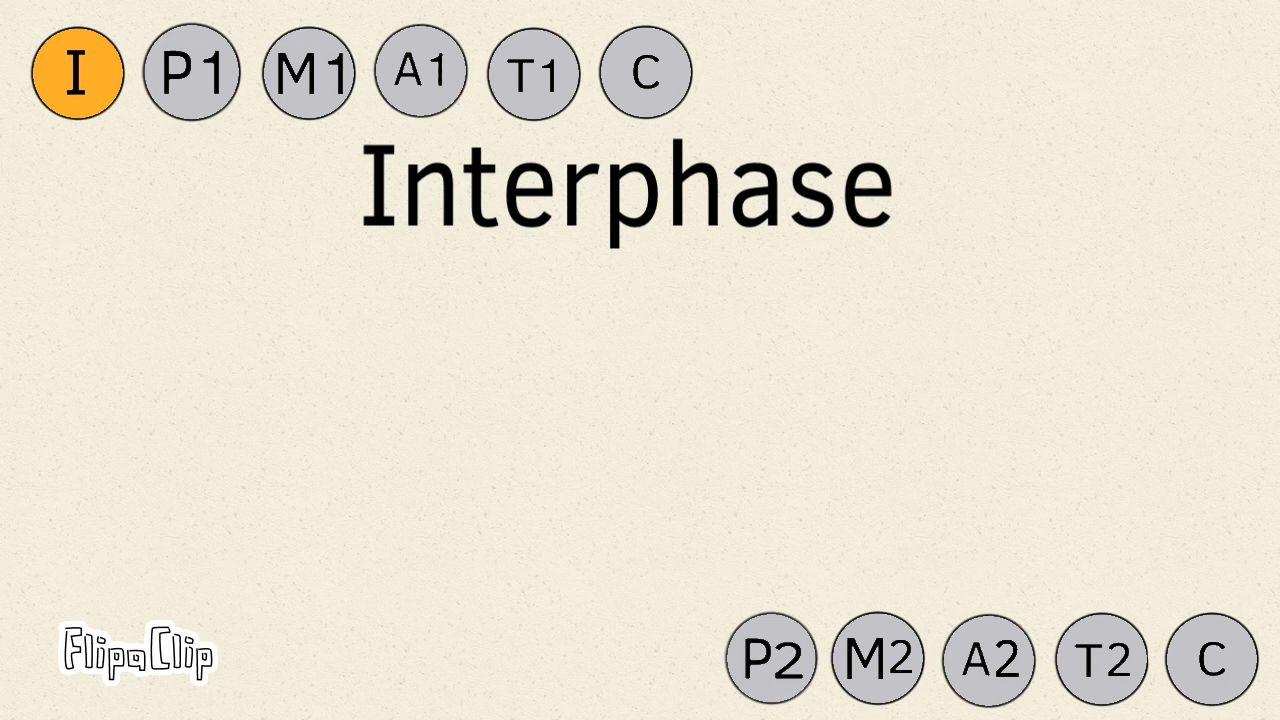 I P1 M1 A1 T1 C
Interphase
FlipaClip
P2 M2 A2 T2 C